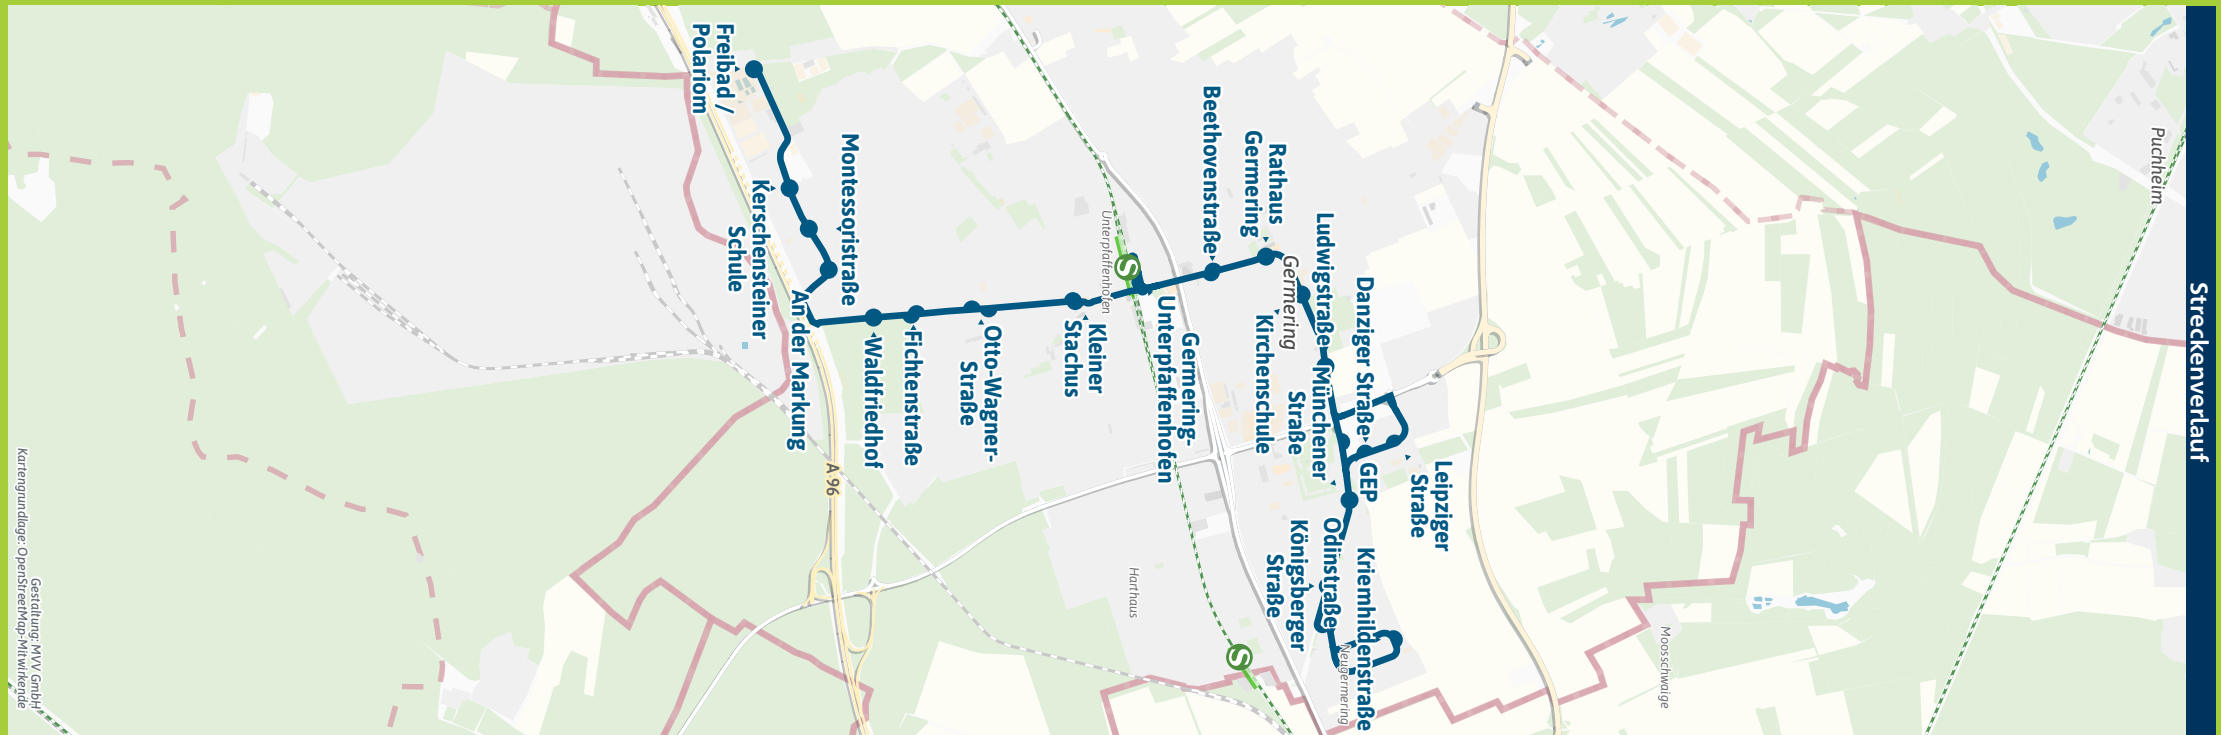 Streckenverlauf
Puchheim
Moosschwaige
Leipziger
Straße
Danziger Straße
GEP
Kriemhildenstraße
Neugermering
Ludwigstraße
Münchener
Straße
Odinstraße
Königsberger
Straße
Germering
Rathaus
Germering
Kirchenschule
Beethovenstraße
Germering-
Unterpfaffenhofen
S
S
Unterpfaffenhofen
Harthaus
Kleiner
Stachus
Otto-Wagner-
Straße
Fichtenstraße
Waldfriedhof
Montessoristraße
A 96
An der Markung
Kerschensteiner
Schule
Freibad /
Polariom
Gestaltung: MVV GmbH
Kartengrundlage: OpenStreetMap-Mitwirkende